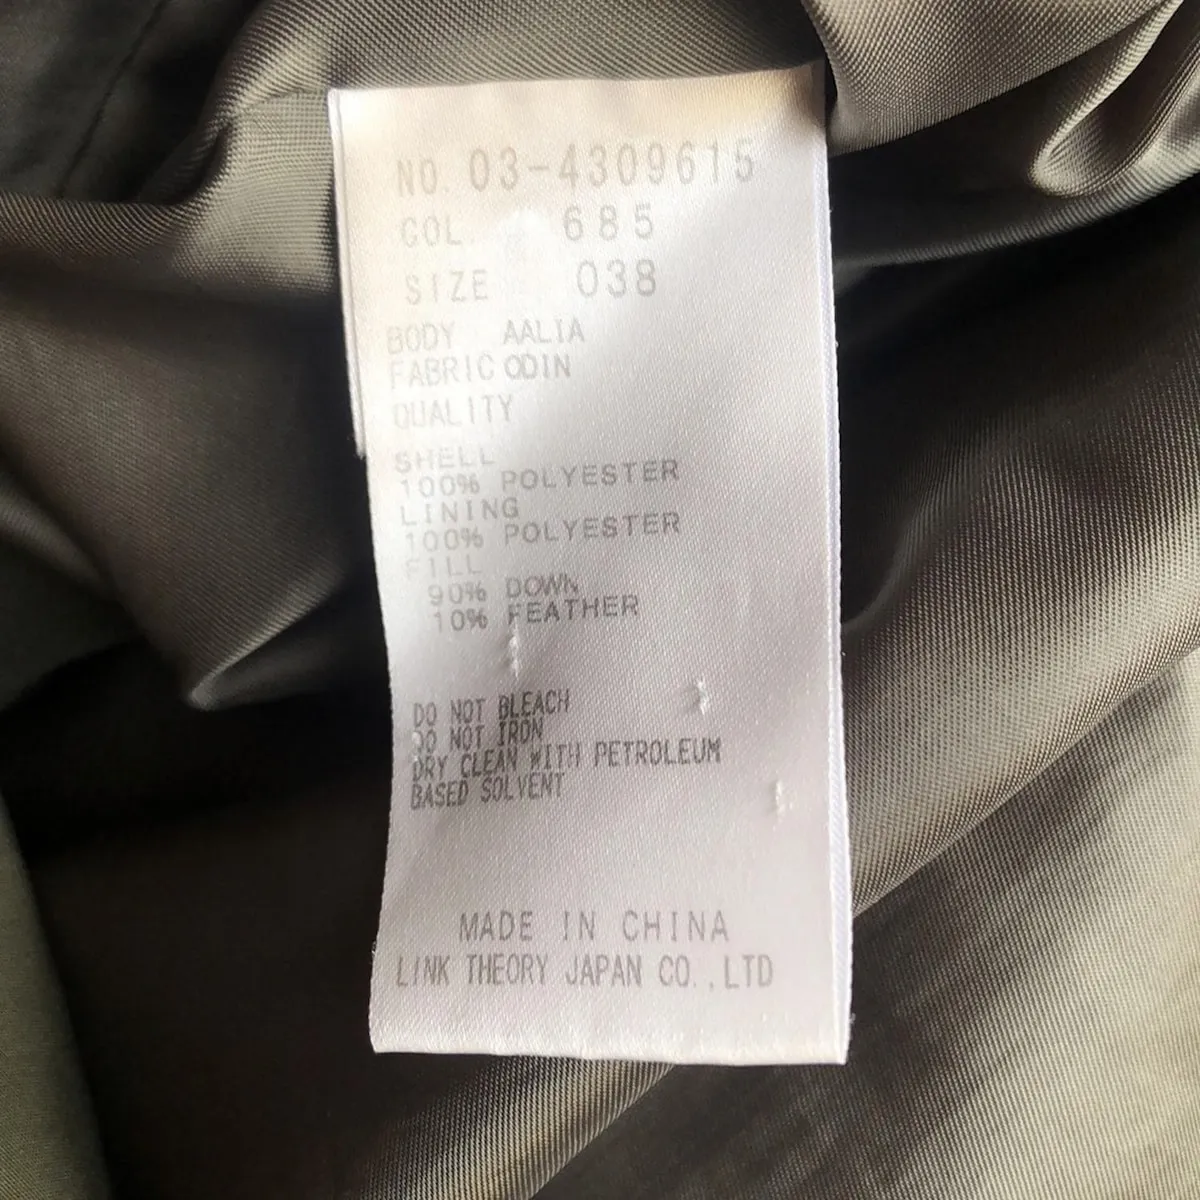 NO. 03-4309615
COL. 685
SIZE 038
BODY AALIA
FABRIC ODIN
QUALITY
SHELL
100% POLYESTER
LINING
100% POLYESTER
FILL
90% DOWN
10% FEATHER
DO NOT BLEACH
DO NOT IRON
DRY CLEAN WITH PETROLEUM
BASED SOLVENT
MADE IN CHINA
LINK THEORY JAPAN CO.,LTD